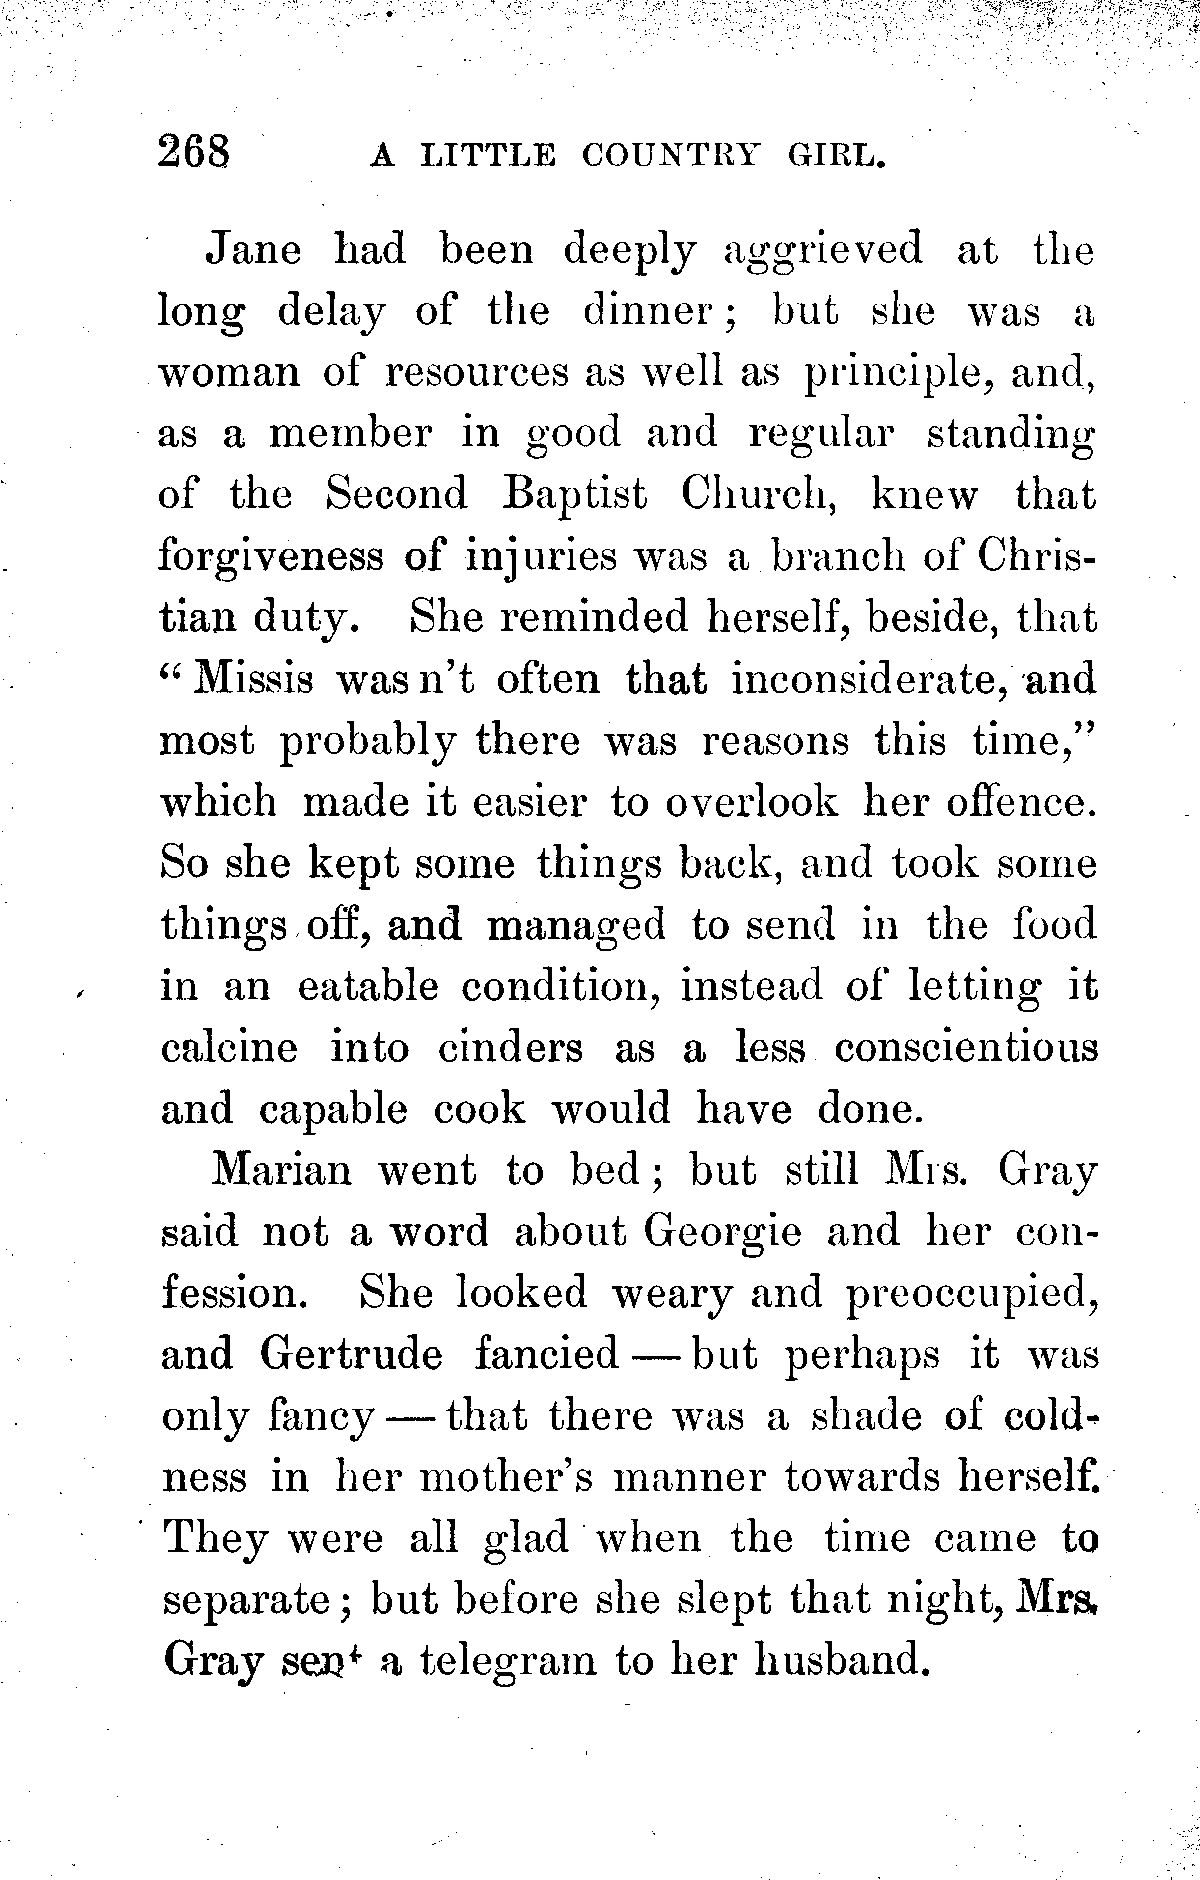 268 A LITTLE COUNTRY GIRL.
Jane had been deeply aggrieved at the
long delay of the dinner; but she was a
woman of resources as well as principle, and,
as a member in good and regular standing
of the Second Baptist Church, knew that
forgiveness of injuries was a branch of Chris-
tian duty. She reminded herself, beside, that
“Missis wasn’t often that inconsiderate, and
most probably there was reasons this time,”
which made it easier to overlook her offence.
So she kept some things back, and took some
things off, and managed to send in the food
in an eatable condition, instead of letting it
calcine into cinders as a less conscientious
and capable cook would have done.
Marian went to bed; but still Mrs. Gray
said not a word about Georgie and her con-
fession. She looked weary and preoccupied,
and Gertrude fancied — but perhaps it was
only fancy — that there was a shade of cold-
ness in her mother’s manner towards herself.
They were all glad when the time came to
separate; but before she slept that night, Mrs.
Gray sent a telegram to her husband.